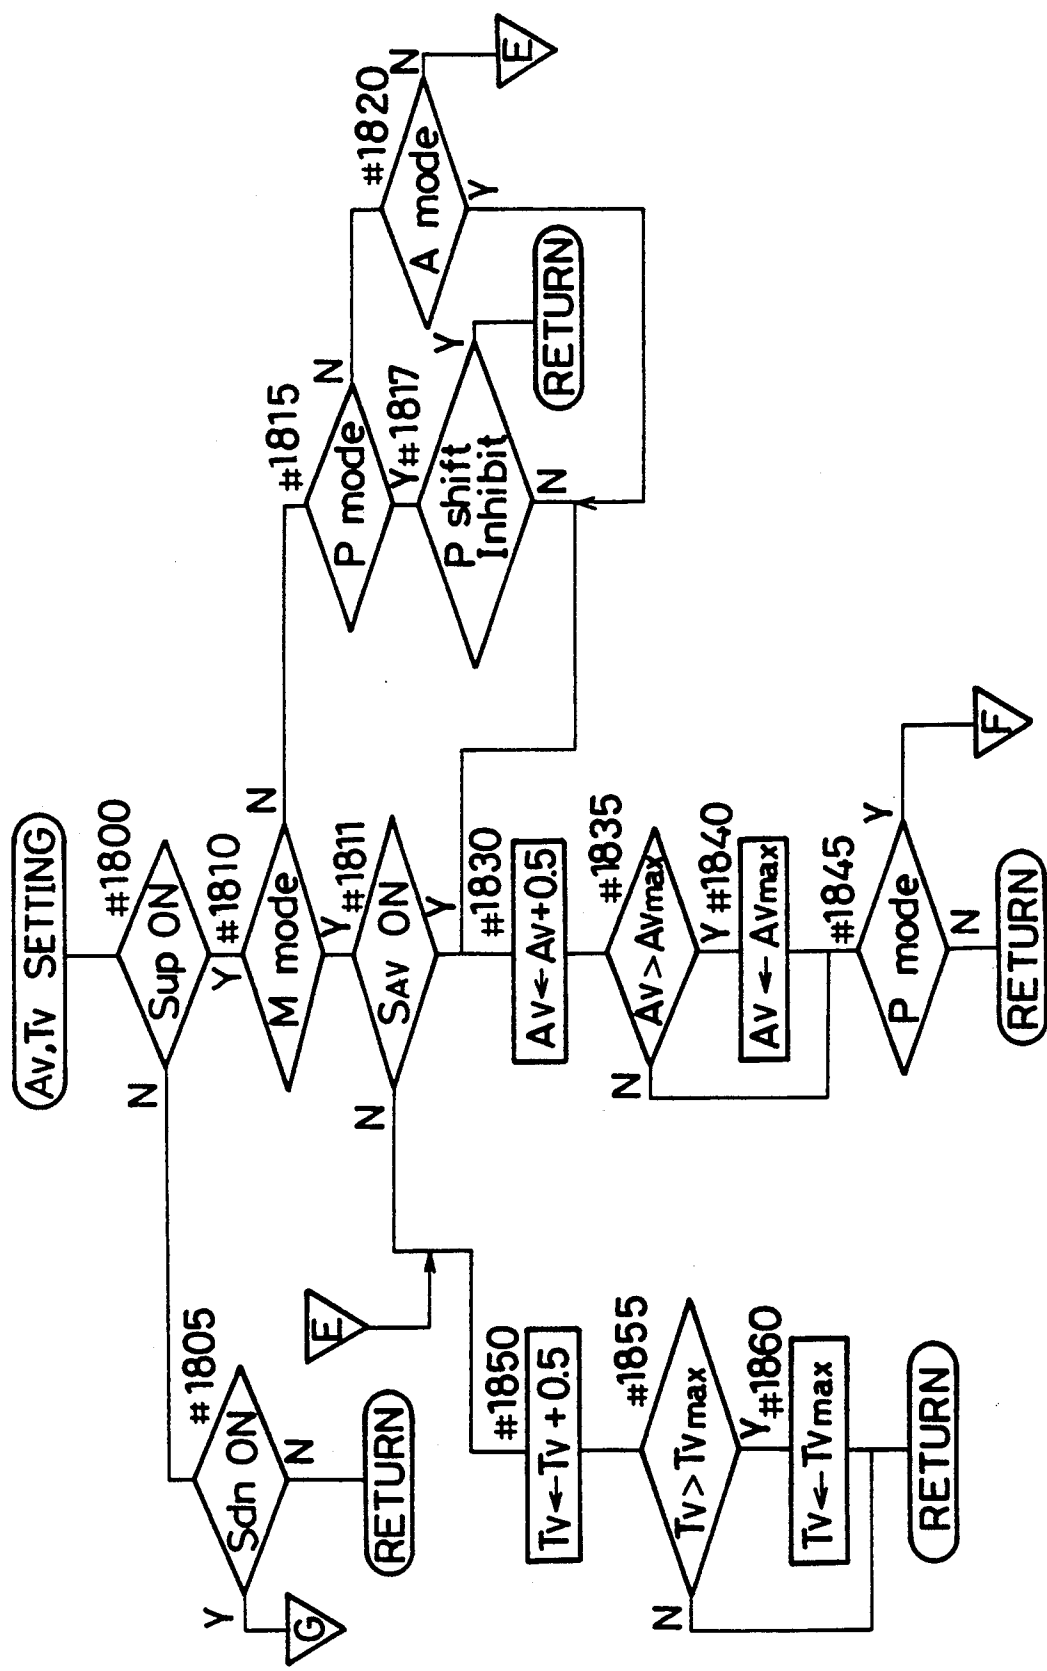 Av,Tv SETTING
#1800
Sup ON
N
Y
#1805
Sdn ON
Y
N
G
RETURN
#1810
M mode
N
Y
#1811
SAV ON
N
Y
#1815
P mode
N
Y
#1817
P shift
Inhibit
Y
N
RETURN
#1820
A mode
N
Y
E
E
#1830
Av←Av+0.5
#1835
Av>Avmax
N
Y
#1840
Av←Avmax
#1845
P mode
Y
N
F
RETURN
#1850
Tv←Tv+0.5
#1855
Tv>Tvmax
N
Y
#1860
Tv←Tvmax
RETURN